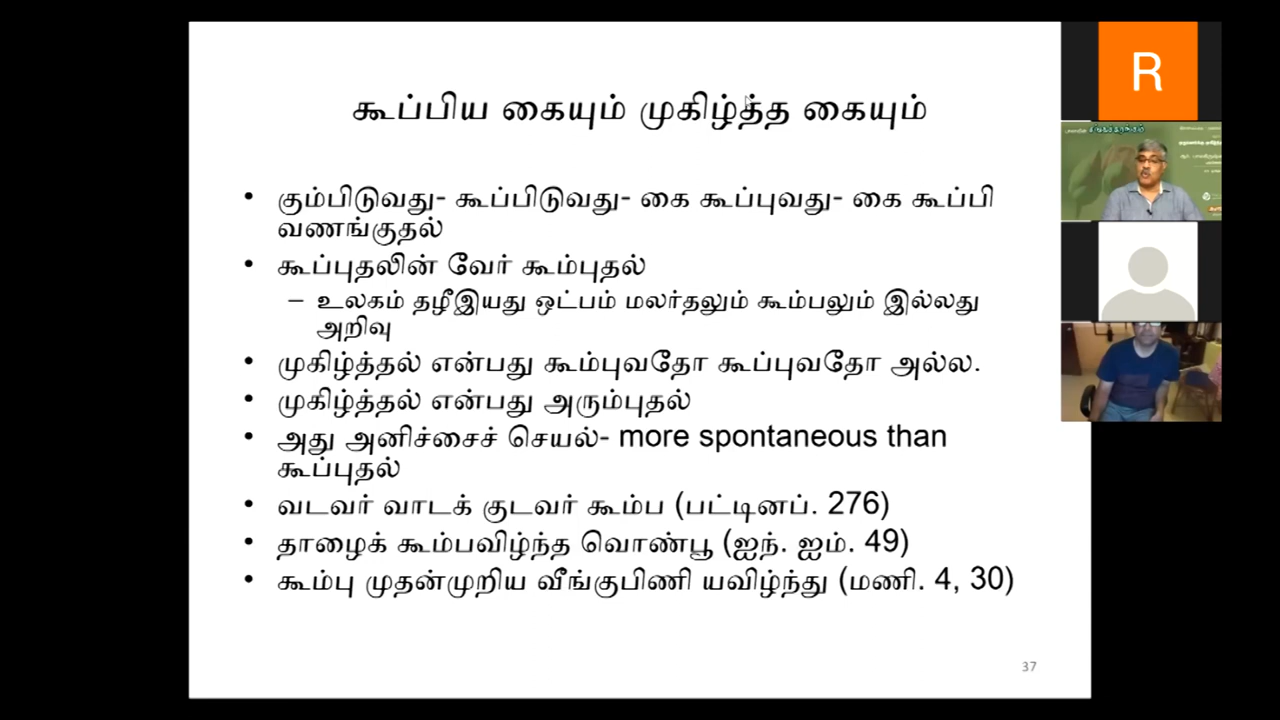 கூப்பிய கையும் முகிழ்த்த கையும்
• கும்பிடுவது- கூப்பிடுவது- கை கூப்புவது- கை கூப்பி
வணங்குதல்
• கூப்புதலின் வேர் கூம்புதல்
– உலகம் தழீஇயது ஒட்பம் மலர்தலும் கூம்பலும் இல்லது
அறிவு
• முகிழ்த்தல் என்பது கூம்புவதோ கூப்புவதோ அல்ல.
• முகிழ்த்தல் என்பது அரும்புதல்
• அது அனிச்சைச் செயல்- more spontaneous than
கூப்புதல்
• வடவர் வாடக் குடவர் கூம்ப (பட்டினப். 276)
• தாழைக் கூம்பவிழ்ந்த வொண்பூ (ஐந். ஐம். 49)
• கூம்பு முதன்முறிய வீங்குபிணி யவிழ்ந்து (மணி. 4, 30)
37
R